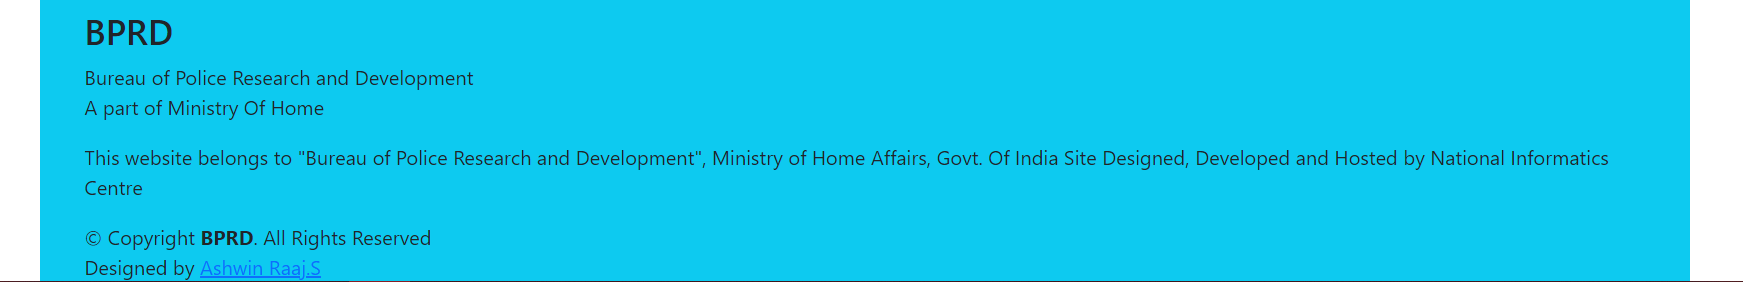 BPRD
Bureau of Police Research and Development
A part of Ministry Of Home
This website belongs to "Bureau of Police Research and Development", Ministry of Home Affairs, Govt. Of India Site Designed, Developed and Hosted by National Informatics
Centre
© Copyright BPRD. All Rights Reserved
Designed by Ashwin Raaj.S